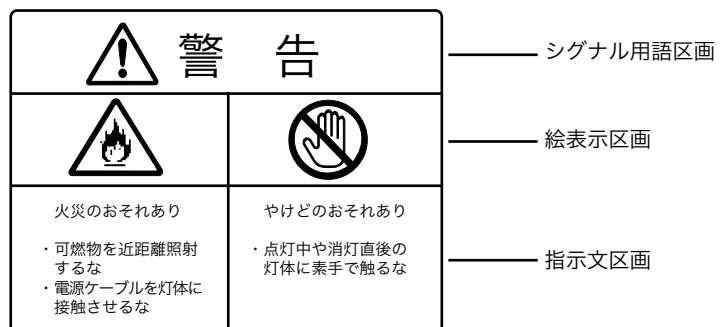 警 告
シグナル用語区画
絵表示区画
火災のおそれあり
・可燃物を近距離照射
するな
・電源ケーブルを灯体に
接触させるな
やけどのおそれあり
・点灯中や消灯直後の
灯体に素手で触るな
指示文区画